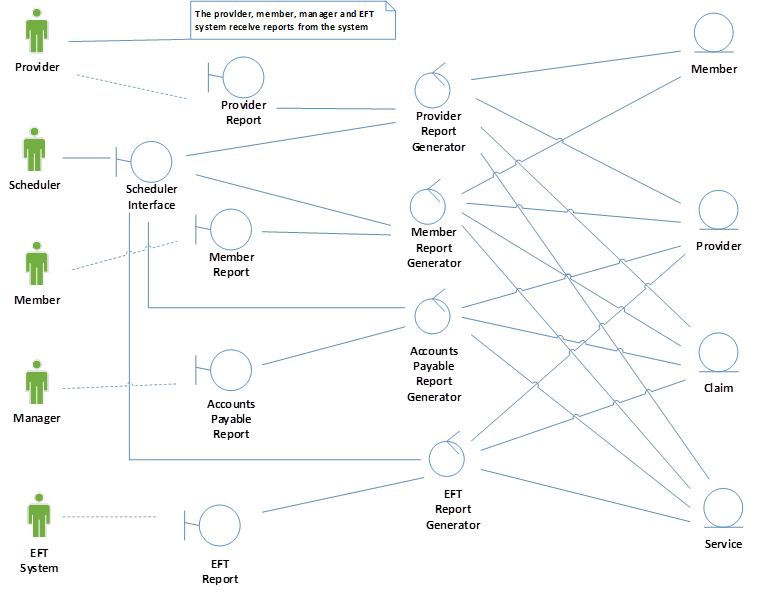 The provider, member, manager and EFT
system receive reports from the system
Provider
Provider
Report
Provider
Report
Generator
Member
Scheduler
Scheduler
Interface
Member
Member
Report
Member
Report
Generator
Provider
Manager
Accounts
Payable
Report
Accounts
Payable
Report
Generator
Claim
EFT
System
EFT
Report
EFT
Report
Generator
Service